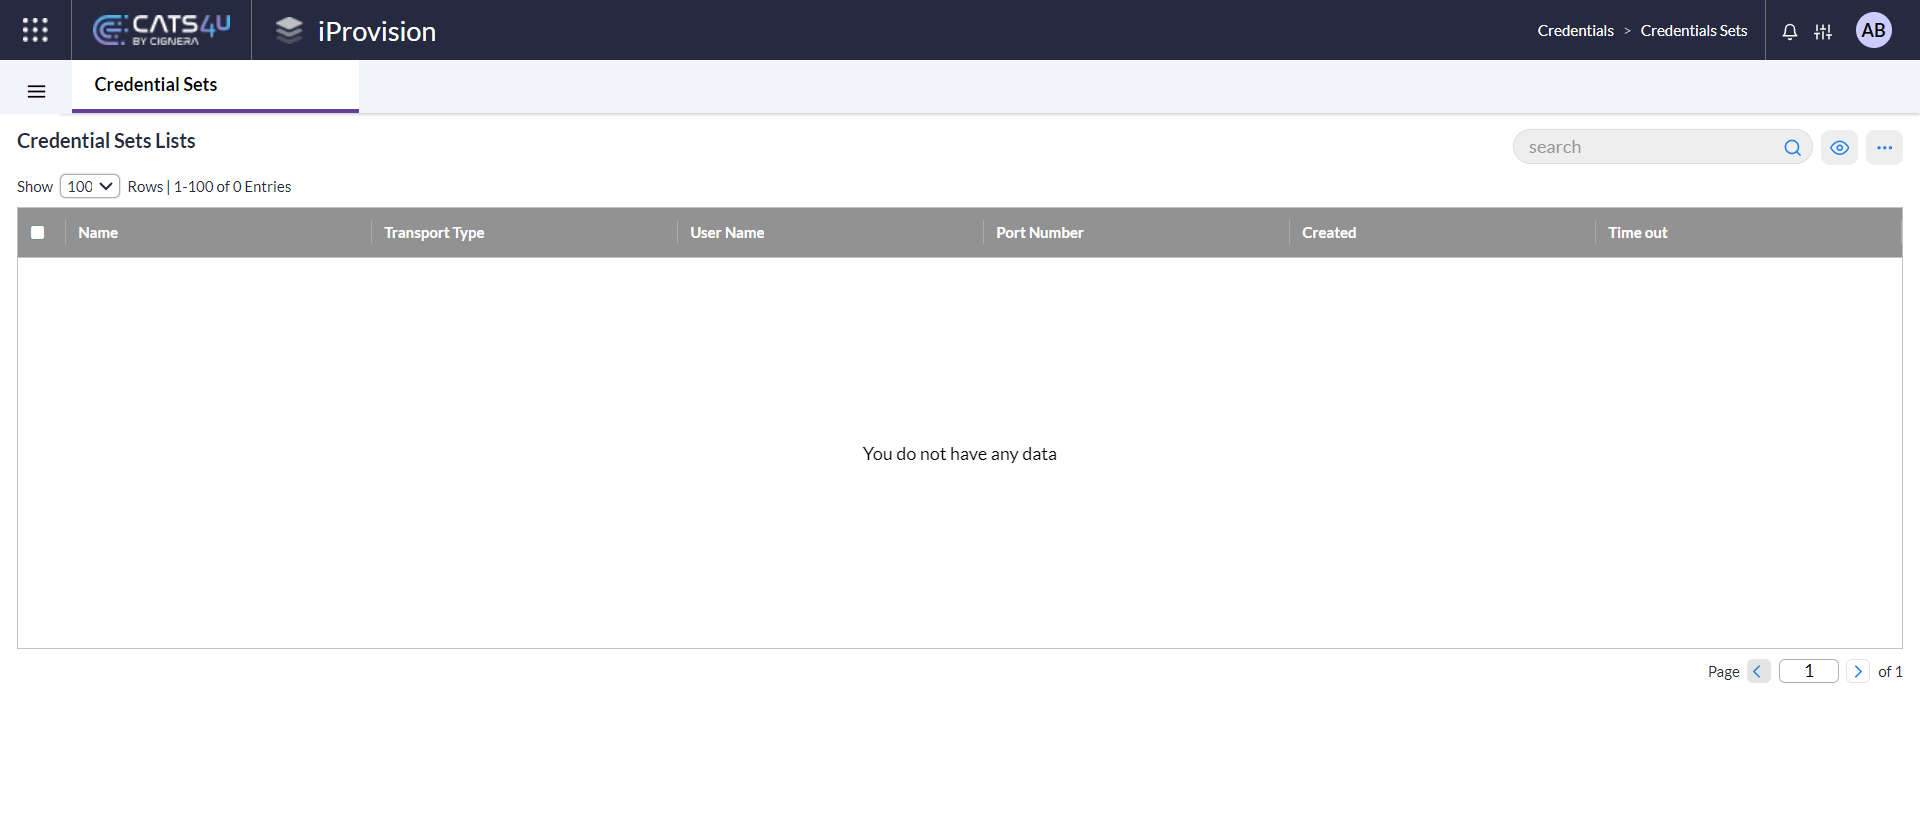 CATS4U
BY CIGNERA
iProvision
Credentials > Credentials Sets
AB
Credential Sets
Credential Sets Lists
search
Show 100 Rows | 1-100 of 0 Entries
Name Transport Type User Name Port Number Created Time out
You do not have any data
Page 1 of 1